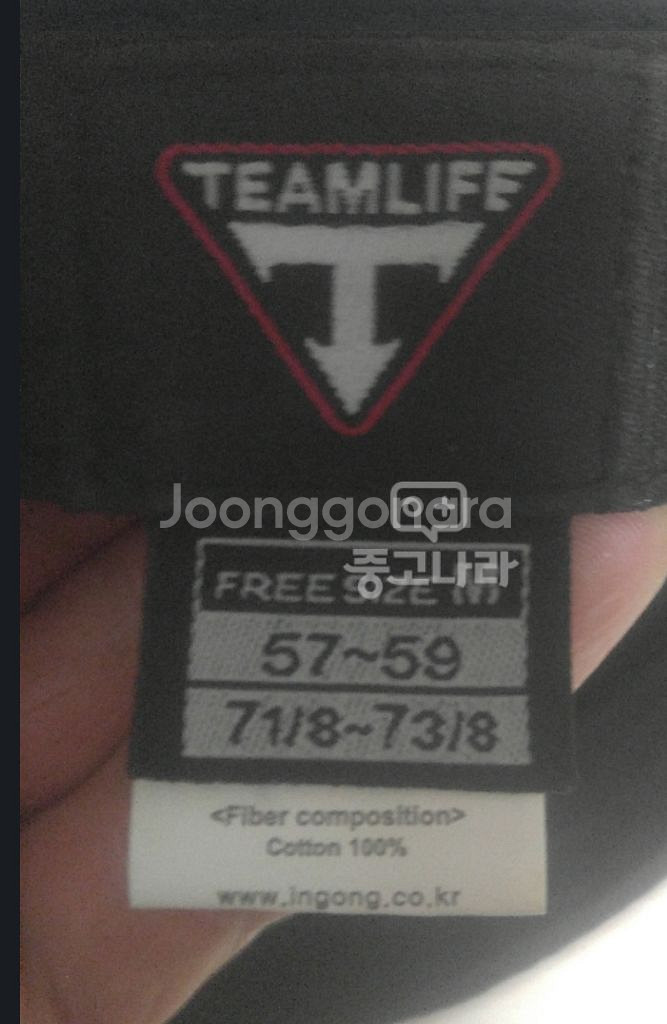 TEAMLIFE
T
Joonggonara
중고나라
FREE SIZE
57~59
71/8~73/8
<Fiber composition>
Cotton 100%
www.ingong.co.kr